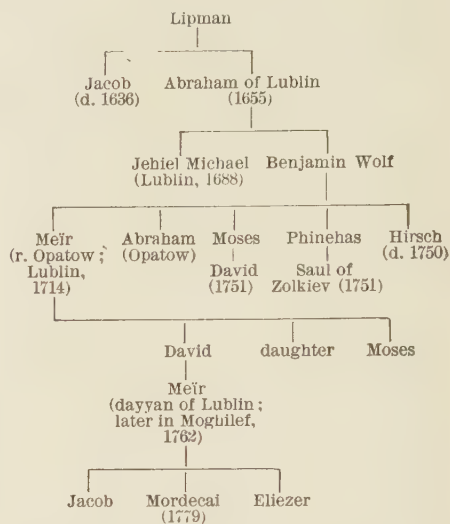 Lipman
Jacob Abraham of Lublin
(d. 1636) (1655)
Jehiel Michael Benjamin Wolf
(Lublin, 1688)
Meïr Abraham Moses Phinehas Hirsch
(r. Opatow; (Opatow) David Saul of (d. 1750)
Lublin, (1751) Zolkiev (1751)
1714)
David daughter Moses
Meïr
(dayyan of Lublin;
later in Moghilef,
1762)
Jacob Mordecai Eliezer
(1779)